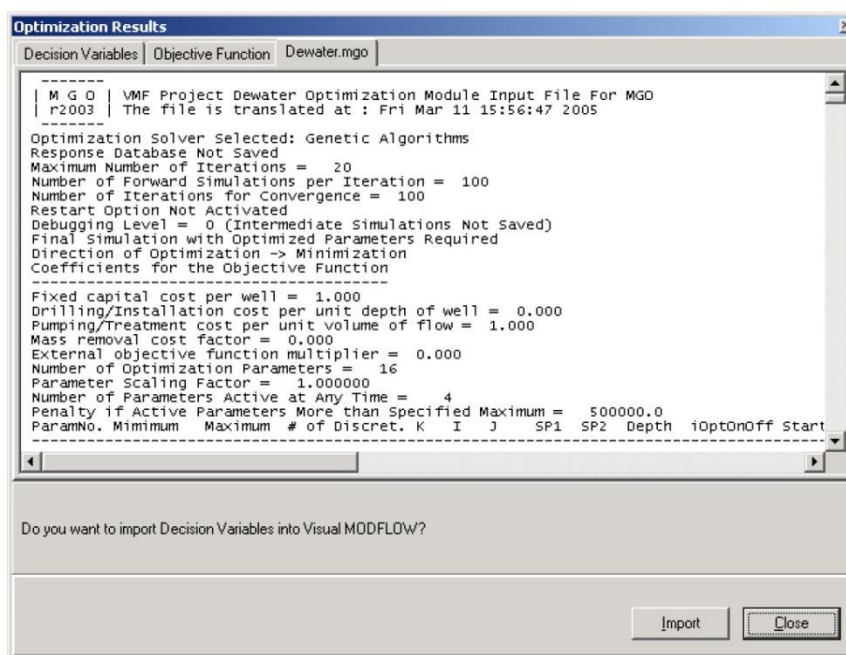 Optimization Results
Decision Variables Objective Function Dewater.mgo
-------
| M G O | VMF Project Dewater Optimization Module Input File For MGO
| r2003 | The file is translated at : Fri Mar 11 15:56:47 2005
-------
Optimization Solver Selected: Genetic Algorithms
Response Database Not Saved
Maximum Number of Iterations = 20
Number of Forward Simulations per Iteration = 100
Number of Iterations for Convergence = 100
Restart Option Not Activated
Debugging Level = 0 (Intermediate Simulations Not Saved)
Final Simulation with Optimized Parameters Required
Direction of Optimization -> Minimization
Coefficients for the Objective Function
-----------------------------------------
Fixed capital cost per well = 1.000
Drilling/Installation cost per unit depth of well = 0.000
Pumping/Treatment cost per unit volume of flow = 1.000
Mass removal cost factor = 0.000
External objective function multiplier = 0.000
Number of Optimization Parameters = 16
Parameter Scaling Factor = 1.000000
Number of Parameters Active at Any Time = 4
Penalty if Active Parameters More than Specified Maximum = 500000.0
ParamNo. Mimimum Maximum # of Discret. K I J SP1 SP2 Depth iOptOnOff Start
Do you want to import Decision Variables into Visual MODFLOW?
Import Close